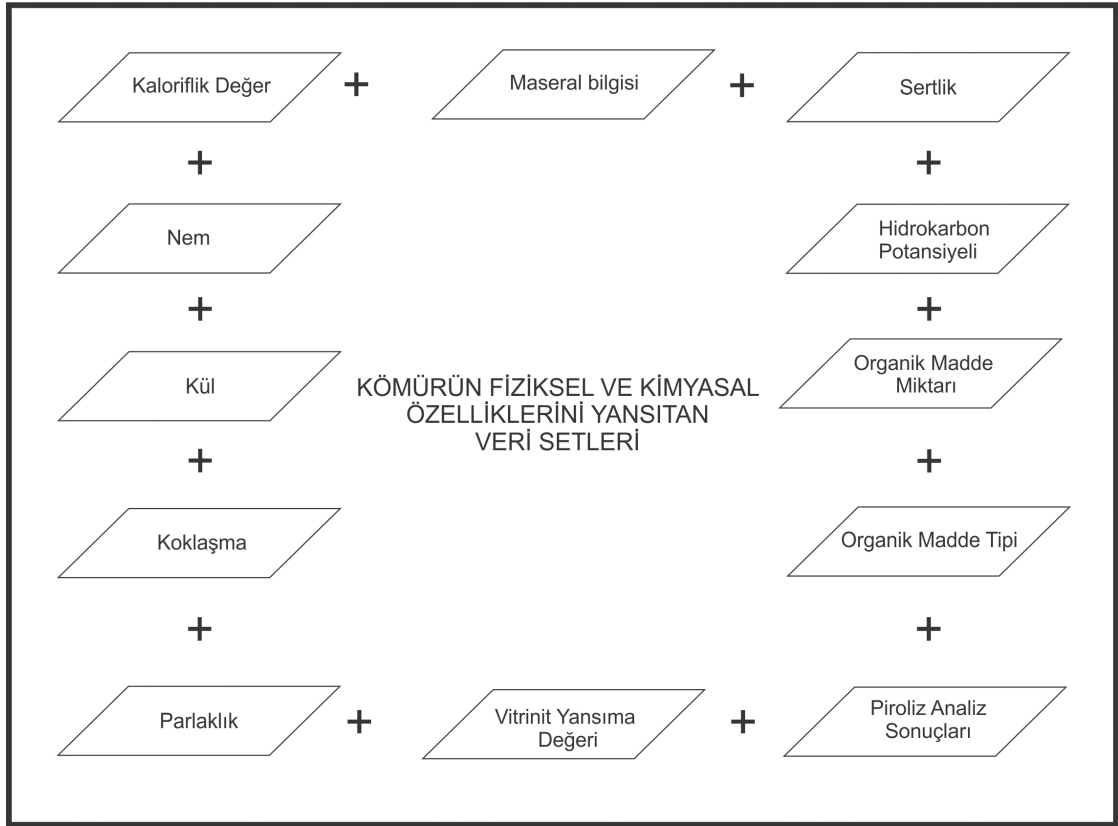 Kaloriflik Değer + Maseral bilgisi + Sertlik
+ +
Nem
Hidrokarbon
Potansiyeli
+ +
Kül
Organik Madde
Miktarı
KÖMÜRÜN FİZİKSEL VE KİMYASAL
ÖZELLİKLERİNİ YANSITAN
VERİ SETLERİ
+ +
Koklaşma
Organik Madde Tipi
+ +
Parlaklık
+
Vitrinit Yansıma
Değeri
+
Piroliz Analiz
Sonuçları